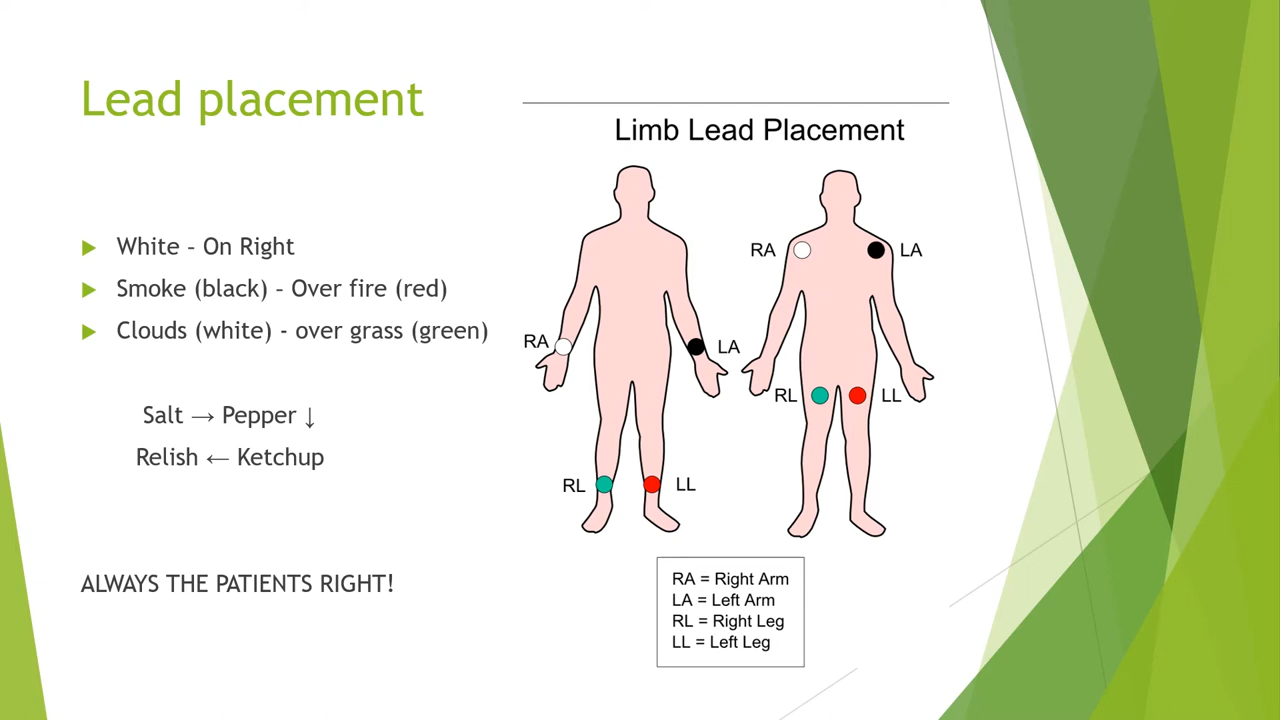 Lead placement
White – On Right
Smoke (black) – Over fire (red)
Clouds (white) - over grass (green)
Salt → Pepper ↓
Relish ← Ketchup
ALWAYS THE PATIENTS RIGHT!
Limb Lead Placement
RA LA
RA LA
RL LL
RL LL
RA = Right Arm
LA = Left Arm
RL = Right Leg
LL = Left Leg